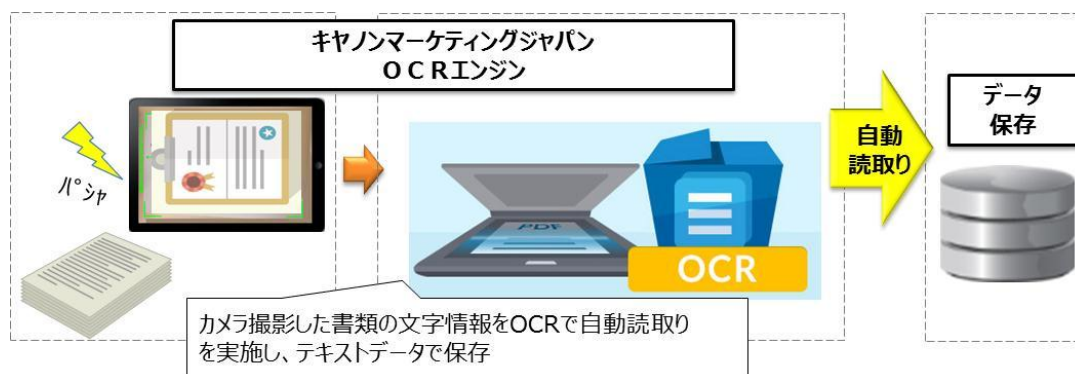 キヤノンマーケティングジャパン
ＯＣＲエンジン
パシャ
PDF
OCR
自動
読取り
データ
保存
カメラ撮影した書類の文字情報をOCRで自動読取り
を実施し、テキストデータで保存